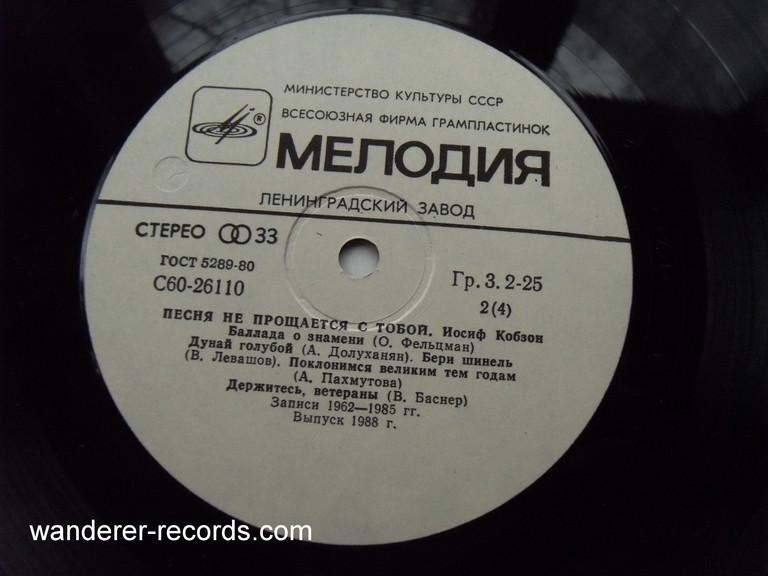 МИНИСТЕРСТВО КУЛЬТУРЫ СССР
ВСЕСОЮЗНАЯ ФИРМА ГРАМПЛАСТИНОК
®
МЕЛОДИЯ
ЛЕНИНГРАДСКИЙ ЗАВОД
СТЕРЕО 33
ГОСТ 5289-80
С60-26110
Гр. 3. 2-25
2(4)
ПЕСНЯ НЕ ПРОЩАЕТСЯ С ТОБОЙ. Иосиф Кобзон
Баллада о знамени (О. Фельцман)
Дунай голубой (А. Долуханян). Бери шинель
(В. Левашов). Поклонимся великим тем годам
(А. Пахмутова)
Держитесь, ветераны (В. Баснер)
Записи 1962—1985 гг.
Выпуск 1988 г.
wanderer-records.com